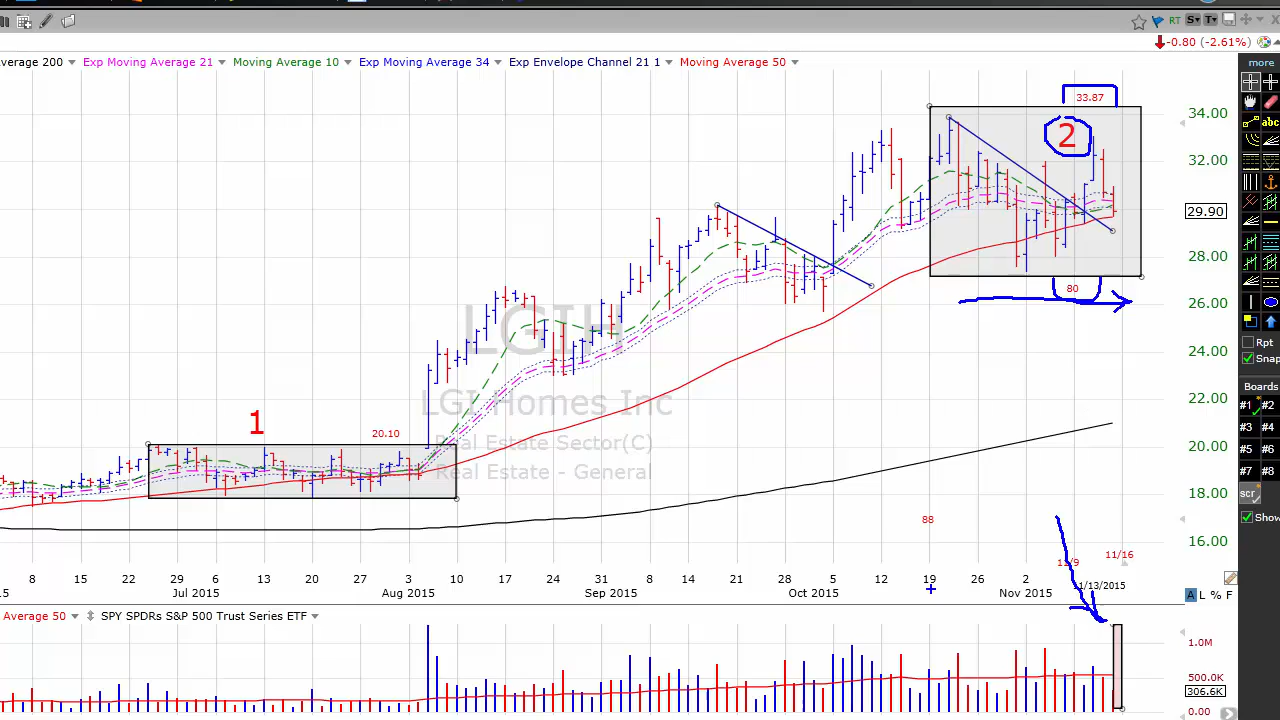 RT S▾ T▾
-0.80 (-2.61%)
verage 200 Exp Moving Average 21 Moving Average 10 Exp Moving Average 34 Exp Envelope Channel 21 1 Moving Average 50
more
33.87
34.00
abc
2
32.00
29.90
28.00
80
26.00
LGIH
24.00
Rpt
Snap
LGI Homes Inc
22.00
Boards
#1 #2
1
20.10
#3 #4
Real Estate Sector(C)
20.00
#5 #6
Real Estate - General
#7 #8
18.00
scr
88
Show
16.00
11/9
11/16
8 15 22 29 6 13 20 27 3 10 17 24 31 8 14 21 28 5 12 19 26 2
1/13/2015
15 Jul 2015 Aug 2015 Sep 2015 Oct 2015 Nov 2015
A L % F
Average 50 SPY SPDRs S&P 500 Trust Series ETF
1.0M
500.0K
306.6K
0.00